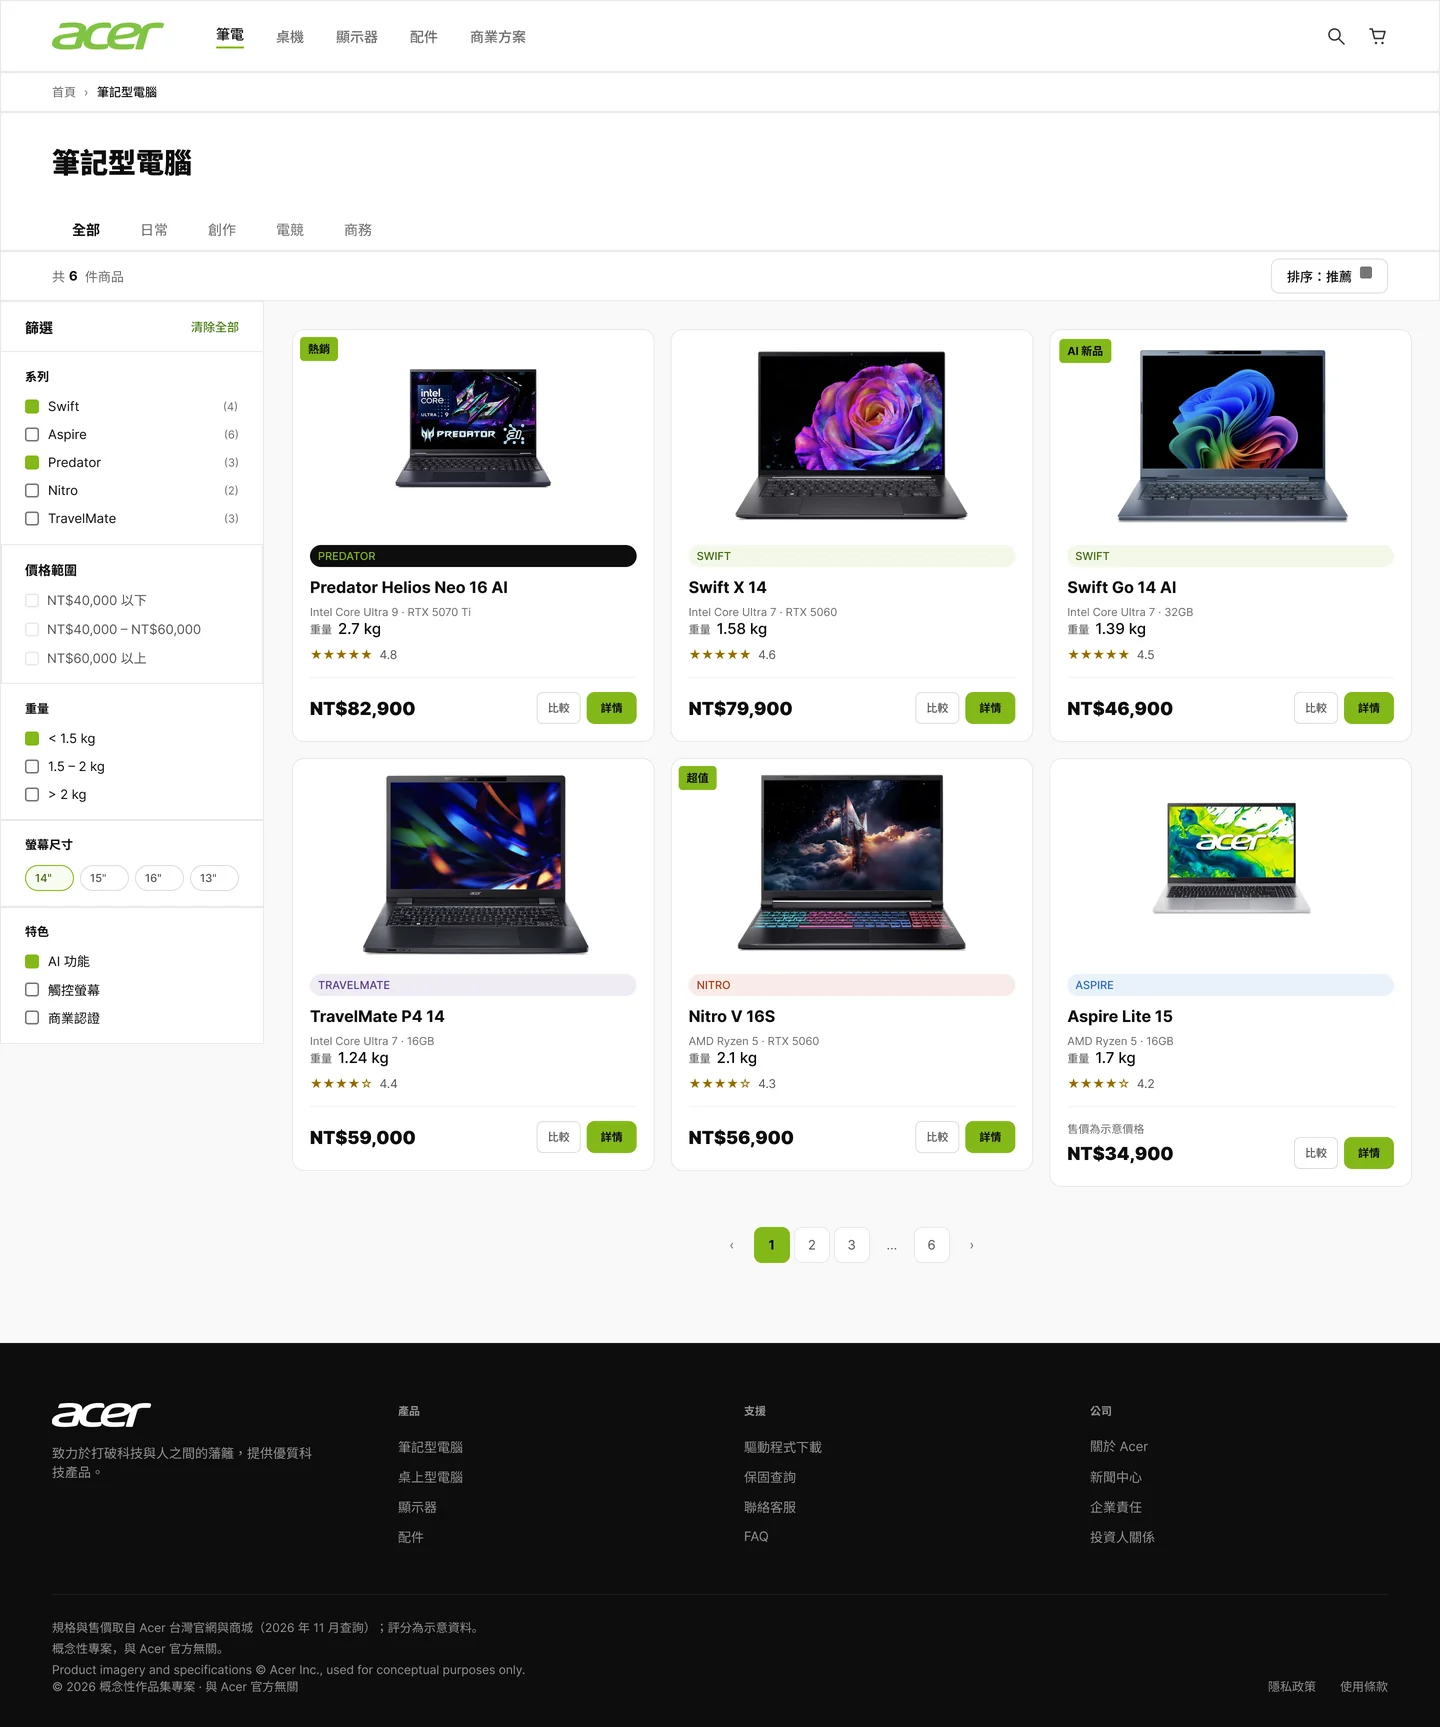 acer
筆電
桌機
顯示器
配件
商業方案
首頁 › 筆記型電腦
筆記型電腦
全部
日常
創作
電競
商務
共 6 件商品
排序：推薦
篩選
清除全部
系列
Swift (4)
Aspire (6)
Predator (3)
Nitro (2)
TravelMate (3)
價格範圍
NT$40,000 以下
NT$40,000 – NT$60,000
NT$60,000 以上
重量
< 1.5 kg
1.5 – 2 kg
> 2 kg
螢幕尺寸
14"
15"
16"
13"
特色
AI 功能
觸控螢幕
商業認證
熱銷
intel
CORE
ULTRA 9
PREDATOR
ai
PREDATOR
Predator Helios Neo 16 AI
Intel Core Ultra 9 · RTX 5070 Ti
重量 2.7 kg
★★★★★ 4.8
NT$82,900
比較
詳情
SWIFT
Swift X 14
Intel Core Ultra 7 · RTX 5060
重量 1.58 kg
★★★★★ 4.6
NT$79,900
比較
詳情
AI 新品
SWIFT
Swift Go 14 AI
Intel Core Ultra 7 · 32GB
重量 1.39 kg
★★★★★ 4.5
NT$46,900
比較
詳情
acer
TRAVELMATE
TravelMate P4 14
Intel Core Ultra 7 · 16GB
重量 1.24 kg
★★★★☆ 4.4
NT$59,000
比較
詳情
超值
NITRO
Nitro V 16S
AMD Ryzen 5 · RTX 5060
重量 2.1 kg
★★★★☆ 4.3
NT$56,900
比較
詳情
acer
ASPIRE
Aspire Lite 15
AMD Ryzen 5 · 16GB
重量 1.7 kg
★★★★☆ 4.2
售價為示意價格
NT$34,900
比較
詳情
‹ 1 2 3 … 6 ›
acer
致力於打破科技與人之間的藩籬，提供優質科
技產品。
產品
筆記型電腦
桌上型電腦
顯示器
配件
支援
驅動程式下載
保固查詢
聯絡客服
FAQ
公司
關於 Acer
新聞中心
企業責任
投資人關係
規格與售價取自 Acer 台灣官網與商城（2026 年 11 月查詢）；評分為示意資料。
概念性專案，與 Acer 官方無關。
Product imagery and specifications © Acer Inc., used for conceptual purposes only.
© 2026 概念性作品集專案 · 與 Acer 官方無關
隱私政策
使用條款